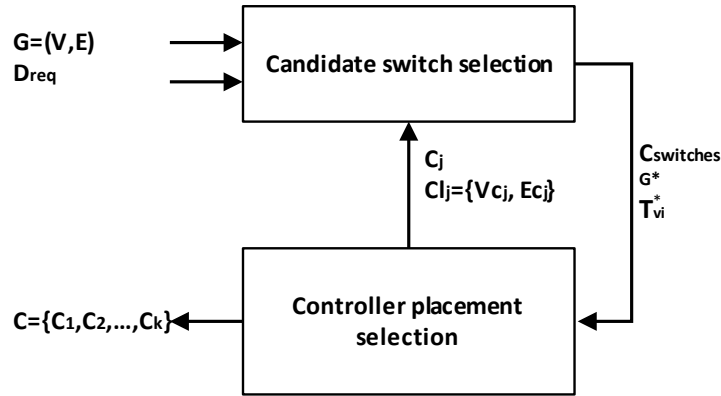 G=(V,E)
Dreq
Candidate switch selection
Cj
Clj={Vcj, Ecj}
Cswitches
G*
T*vi
Controller placement
selection
C={C1,C2,...,Ck}